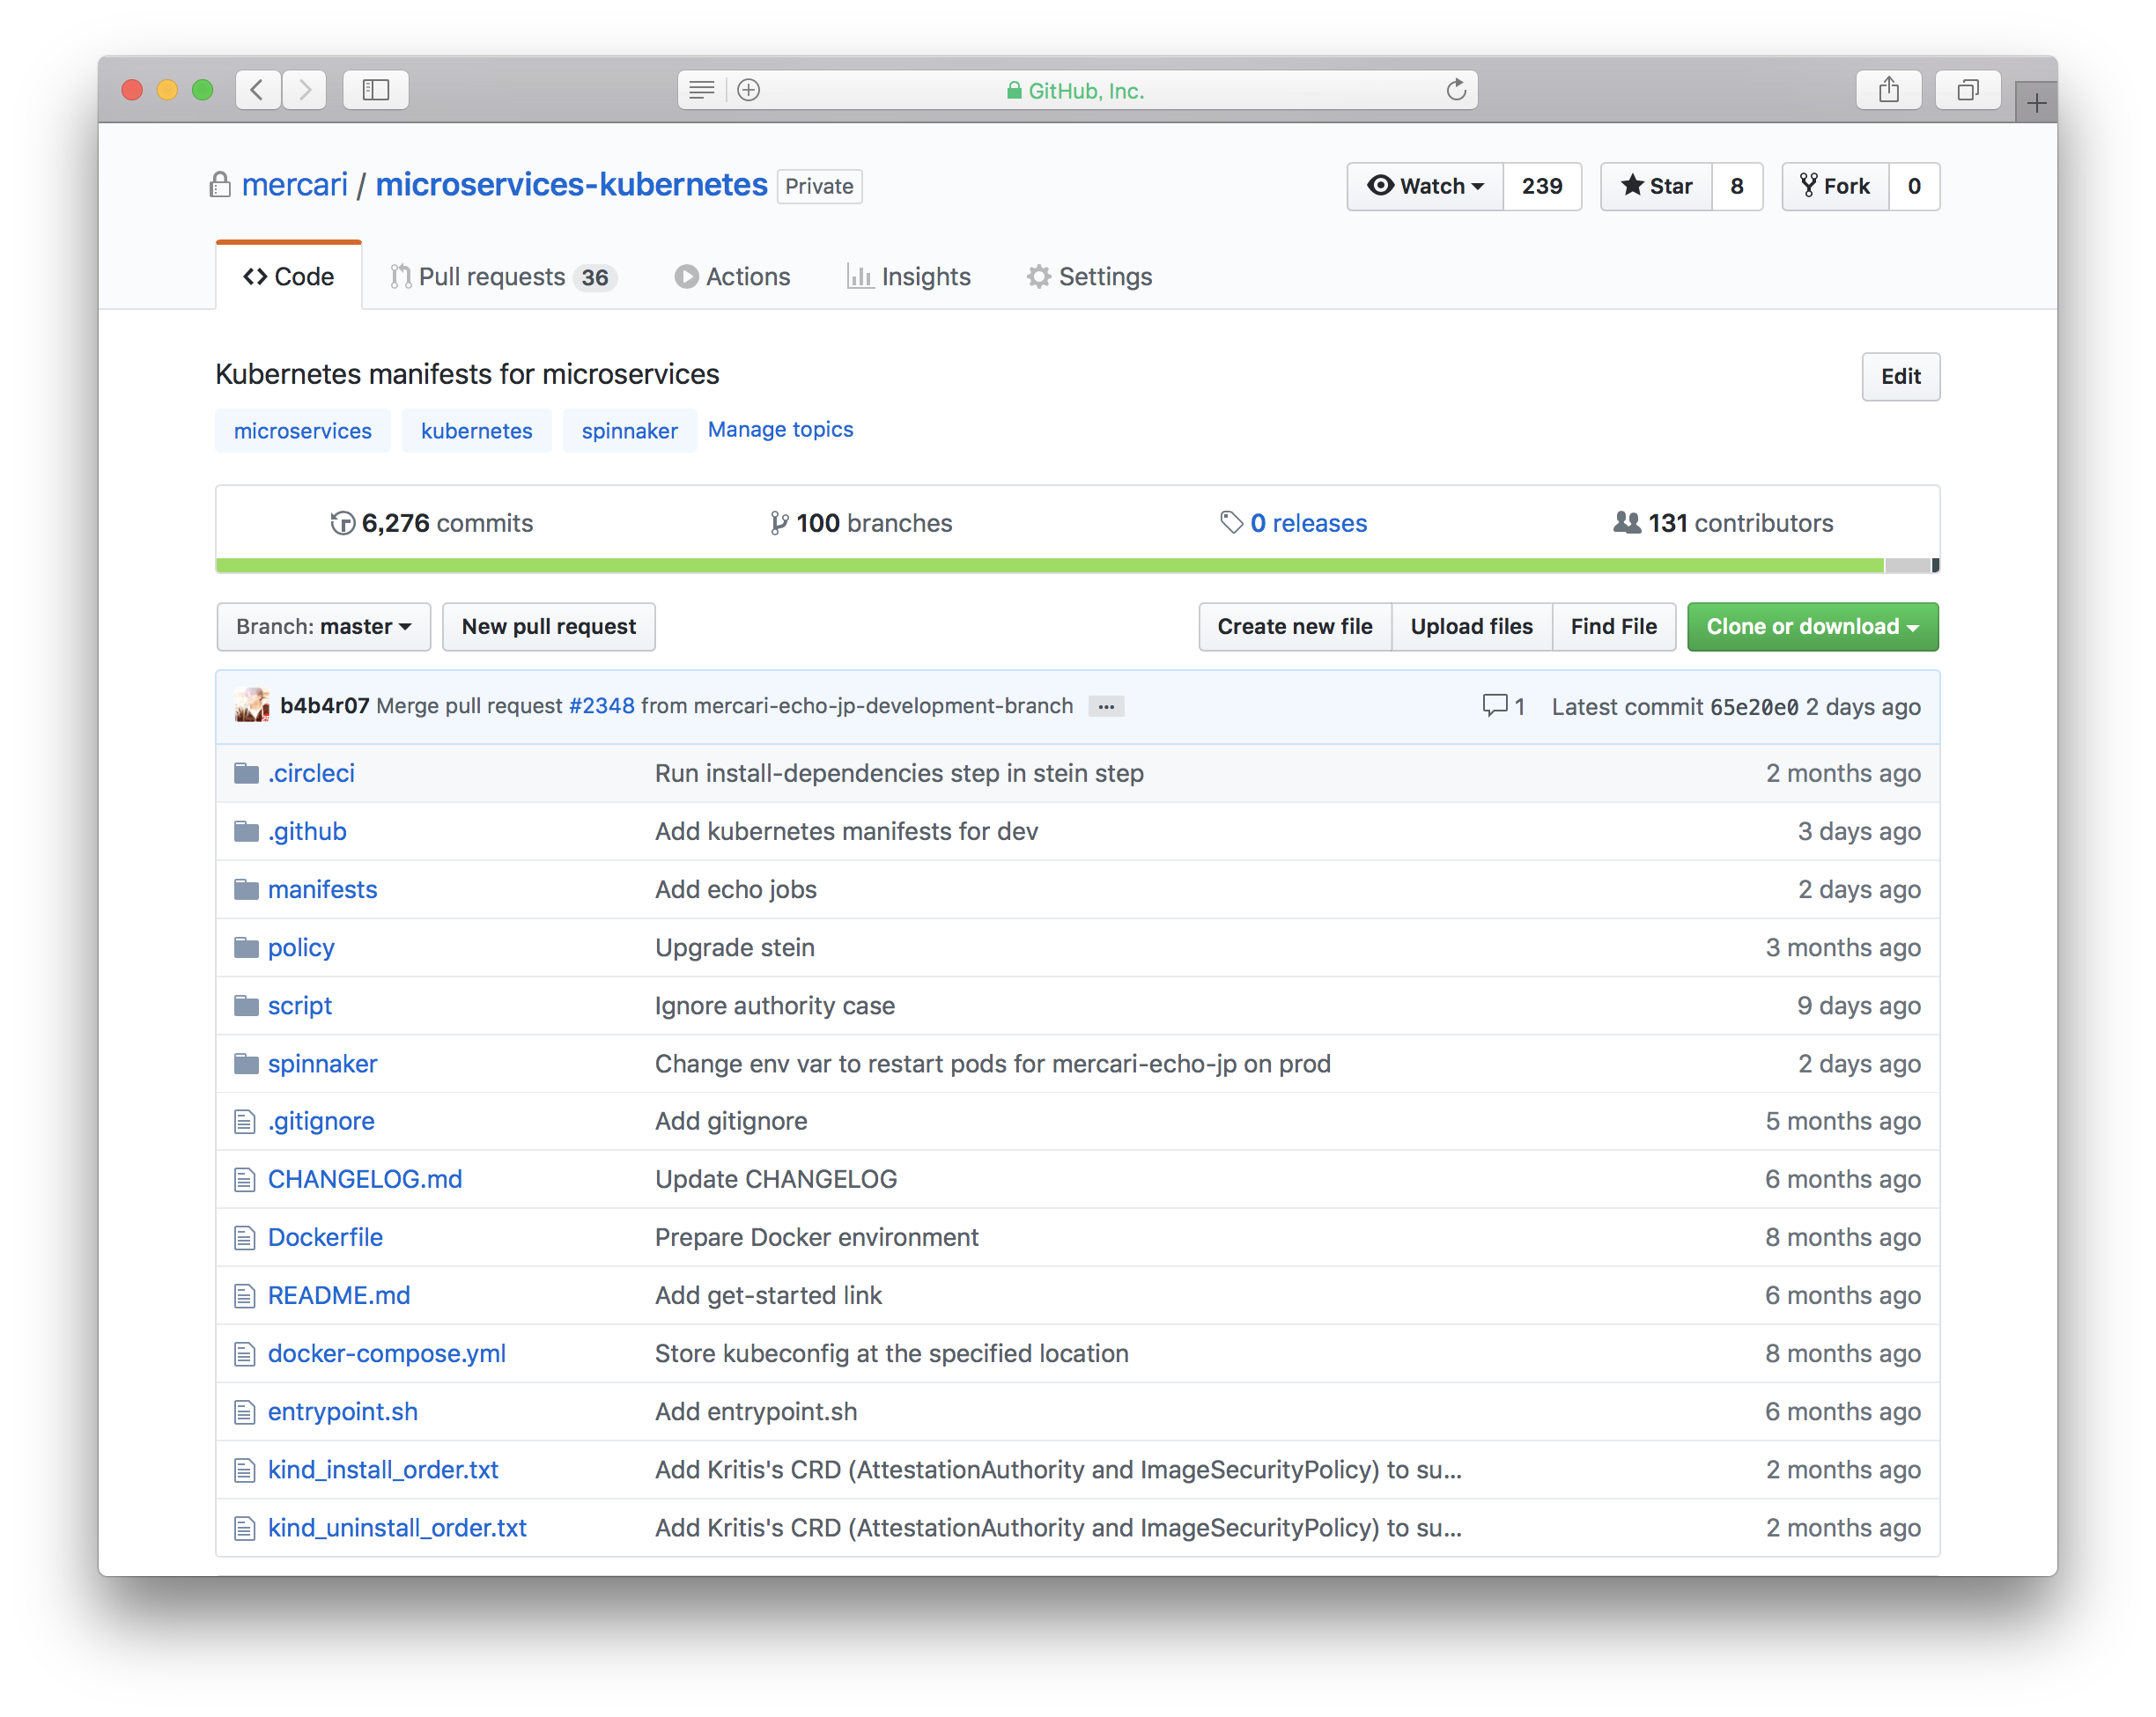 GitHub, Inc.
mercari / microservices-kubernetes Private
Watch 239 Star 8 Fork 0
Code Pull requests 36 Actions Insights Settings
Kubernetes manifests for microservices Edit
microservices kubernetes spinnaker Manage topics
6,276 commits 100 branches 0 releases 131 contributors
Branch: master New pull request Create new file Upload files Find File Clone or download
b4b4r07 Merge pull request #2348 from mercari-echo-jp-development-branch ... 1 Latest commit 65e20e0 2 days ago
.circleci Run install-dependencies step in stein step 2 months ago
.github Add kubernetes manifests for dev 3 days ago
manifests Add echo jobs 2 days ago
policy Upgrade stein 3 months ago
script Ignore authority case 9 days ago
spinnaker Change env var to restart pods for mercari-echo-jp on prod 2 days ago
.gitignore Add gitignore 5 months ago
CHANGELOG.md Update CHANGELOG 6 months ago
Dockerfile Prepare Docker environment 8 months ago
README.md Add get-started link 6 months ago
docker-compose.yml Store kubeconfig at the specified location 8 months ago
entrypoint.sh Add entrypoint.sh 6 months ago
kind_install_order.txt Add Kritis's CRD (AttestationAuthority and ImageSecurityPolicy) to su... 2 months ago
kind_uninstall_order.txt Add Kritis's CRD (AttestationAuthority and ImageSecurityPolicy) to su... 2 months ago